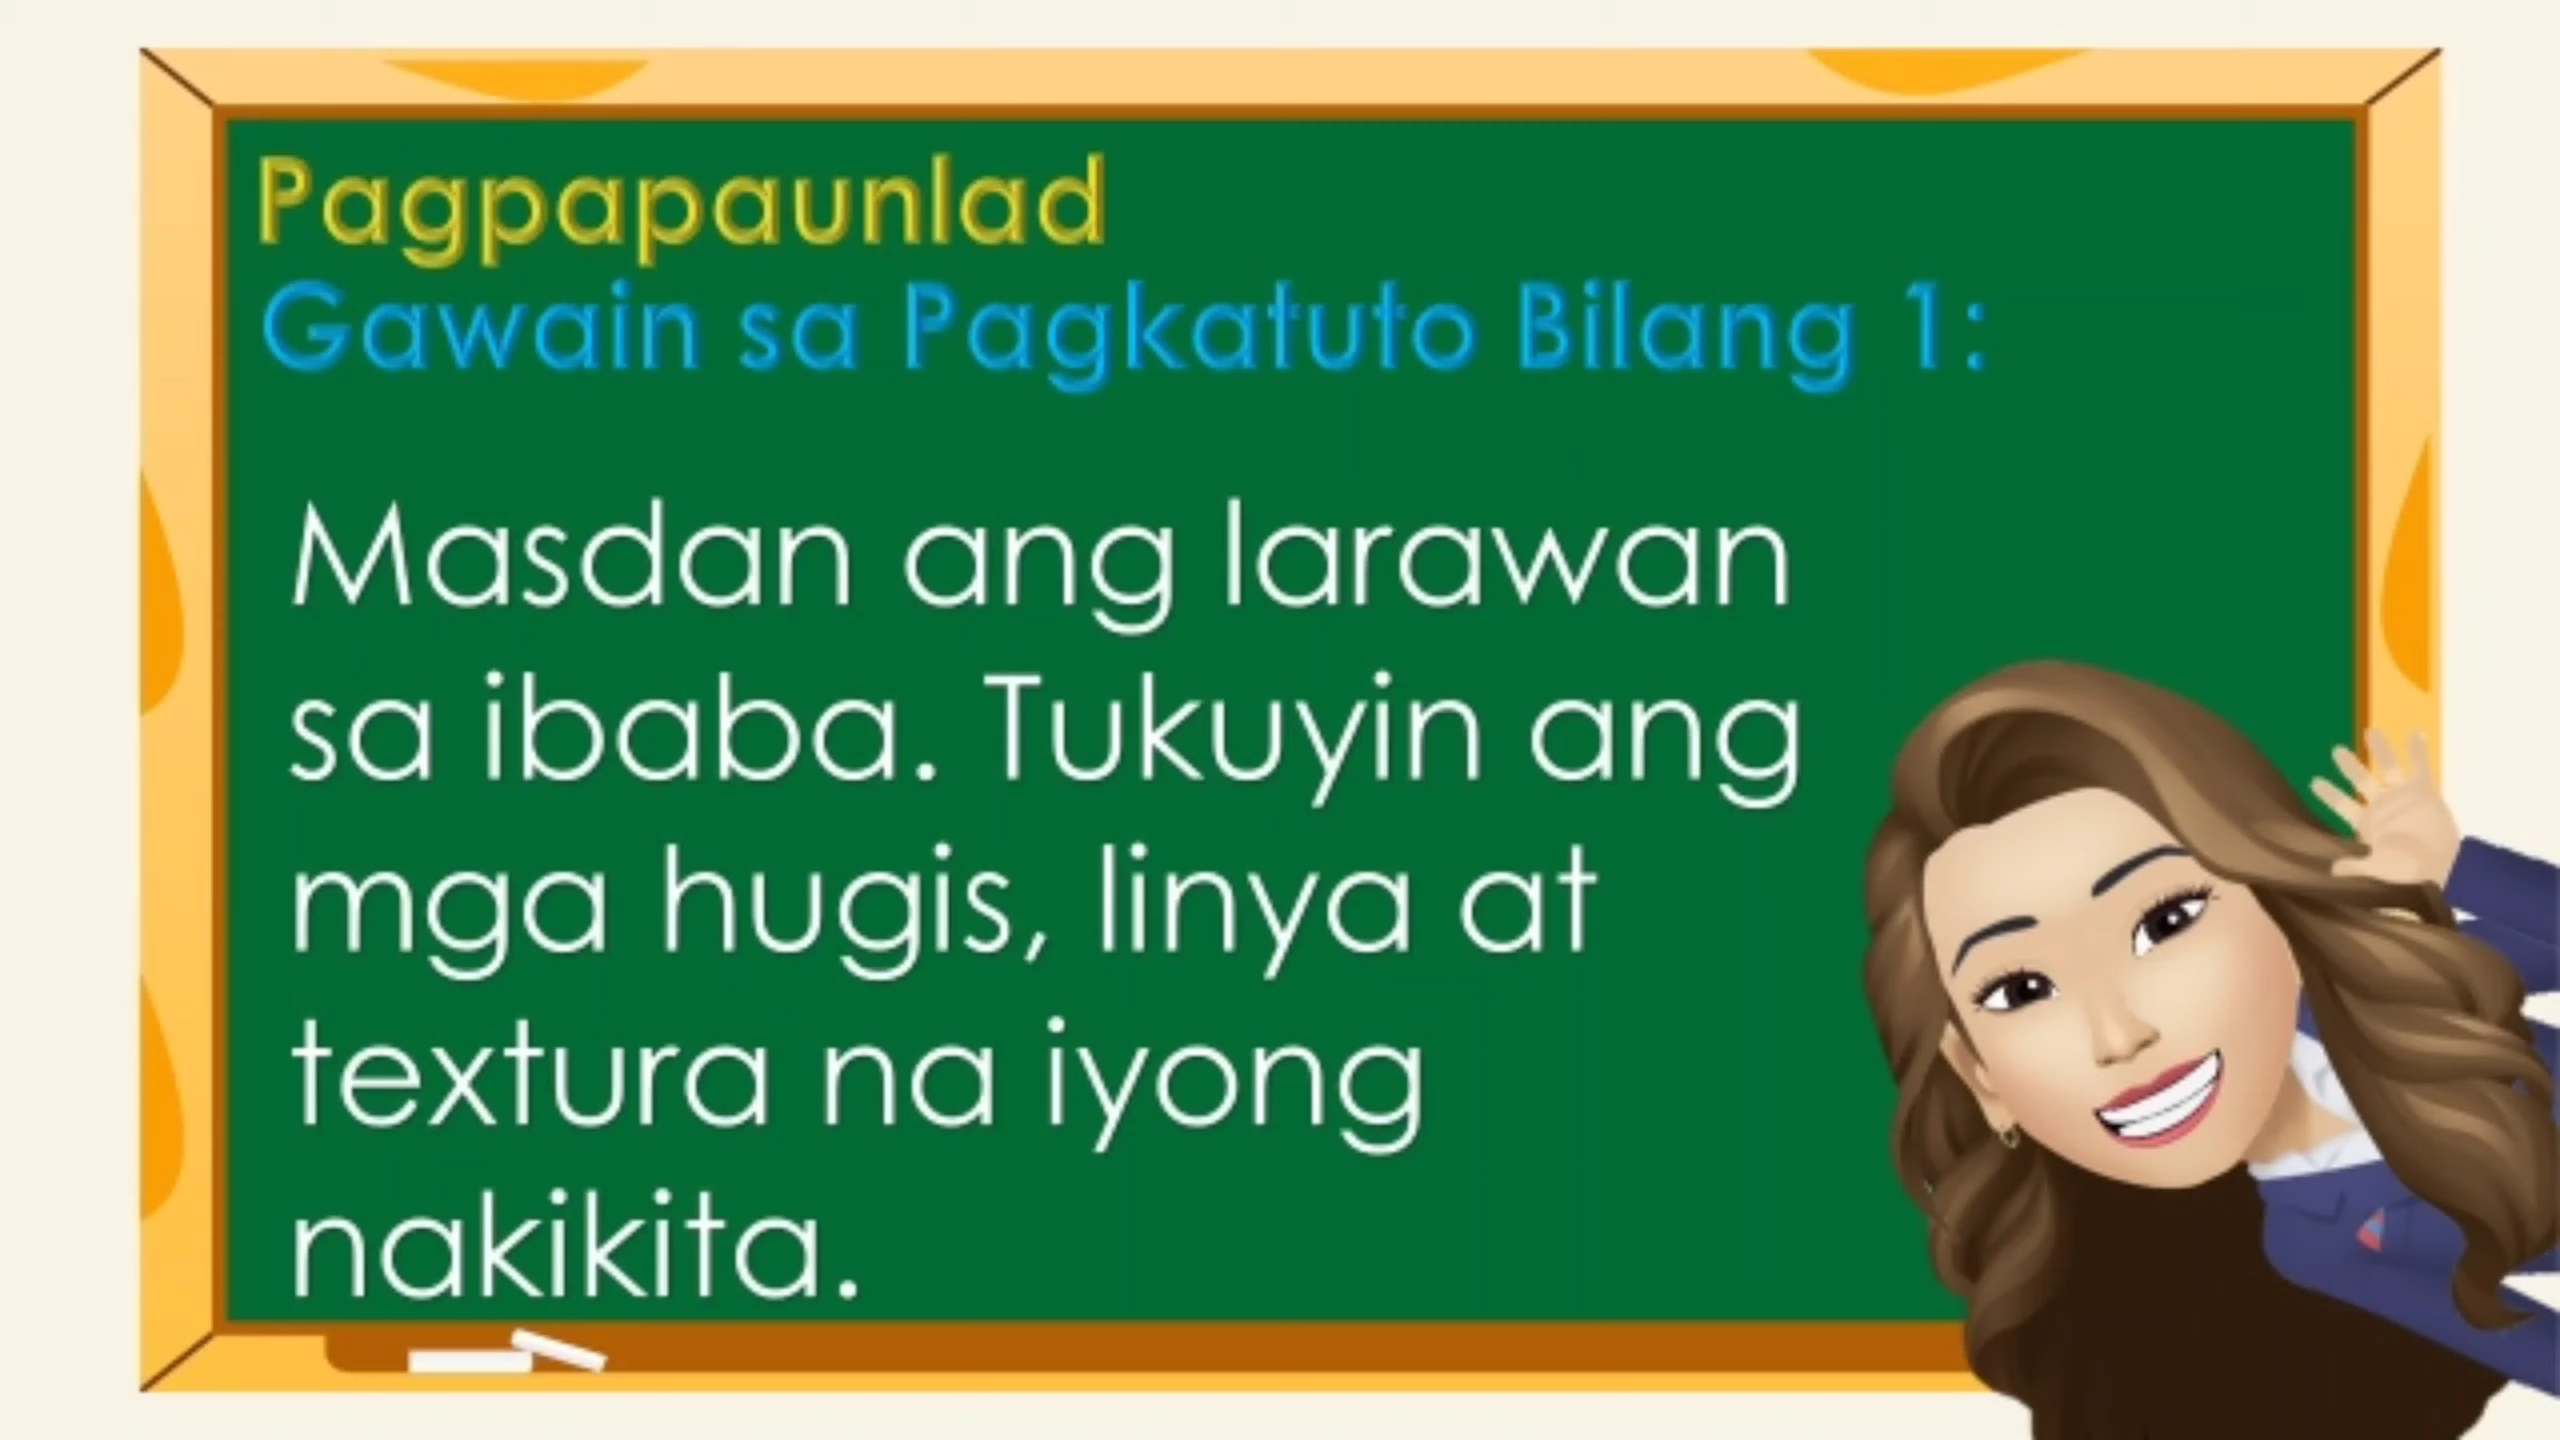 Pagpapaunlad
Gawain sa Pagkatuto Bilang 1:
Masdan ang larawan
sa ibaba. Tukuyin ang
mga hugis, linya at
textura na iyong
nakikita.